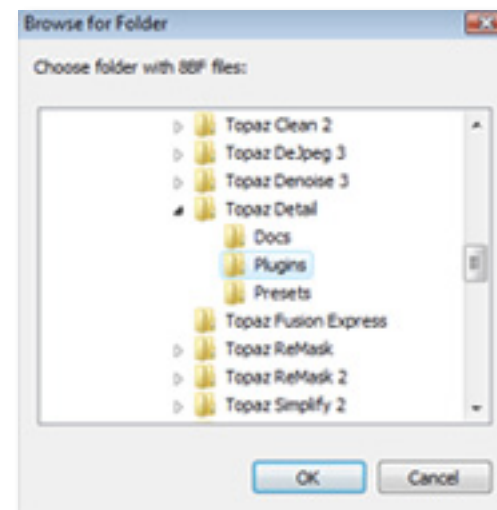 Browse for Folder
Choose folder with 8BF files:
Topaz Clean 2
Topaz DeJpeg 3
Topaz Denoise 3
Topaz Detail
Docs
Plugins
Presets
Topaz Fusion Express
Topaz ReMask
Topaz ReMask 2
Topaz Simplify 2
OK Cancel